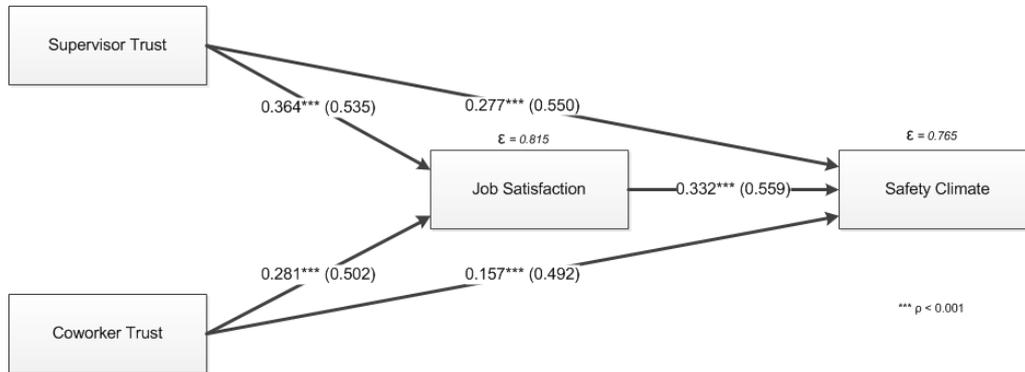 Supervisor Trust
0.364*** (0.535)
0.277*** (0.550)
ε = 0.815
ε = 0.765
Job Satisfaction
0.332*** (0.559)
Safety Climate
0.281*** (0.502)
0.157*** (0.492)
*** ρ < 0.001
Coworker Trust